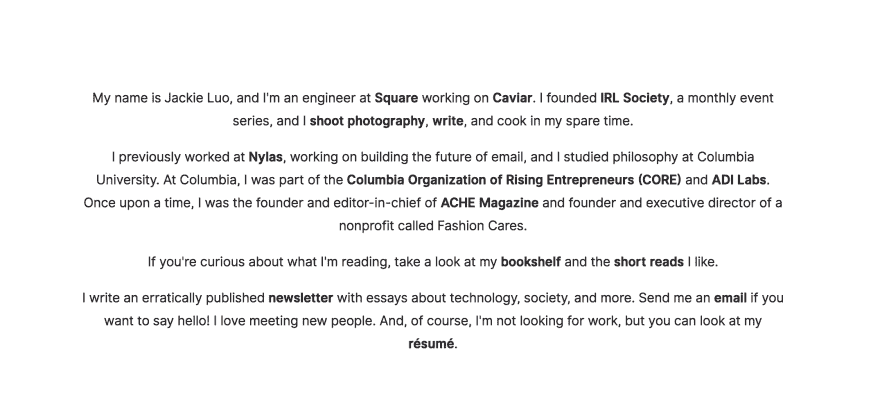 My name is Jackie Luo, and I'm an engineer at Square working on Caviar. I founded IRL Society, a monthly event
series, and I shoot photography, write, and cook in my spare time.
I previously worked at Nylas, working on building the future of email, and I studied philosophy at Columbia
University. At Columbia, I was part of the Columbia Organization of Rising Entrepreneurs (CORE) and ADI Labs.
Once upon a time, I was the founder and editor-in-chief of ACHE Magazine and founder and executive director of a
nonprofit called Fashion Cares.
If you're curious about what I'm reading, take a look at my bookshelf and the short reads I like.
I write an erratically published newsletter with essays about technology, society, and more. Send me an email if you
want to say hello! I love meeting new people. And, of course, I'm not looking for work, but you can look at my
résumé.